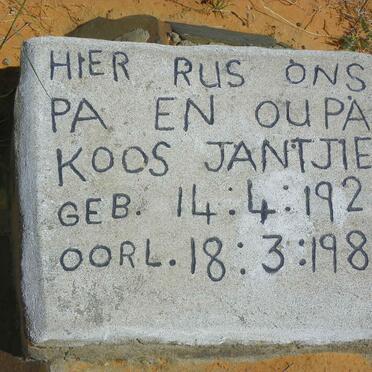 HIER RUS ONS
PA EN OUPA
KOOS JANTJIE
GEB. 14:4:192
OORL. 18:3:198